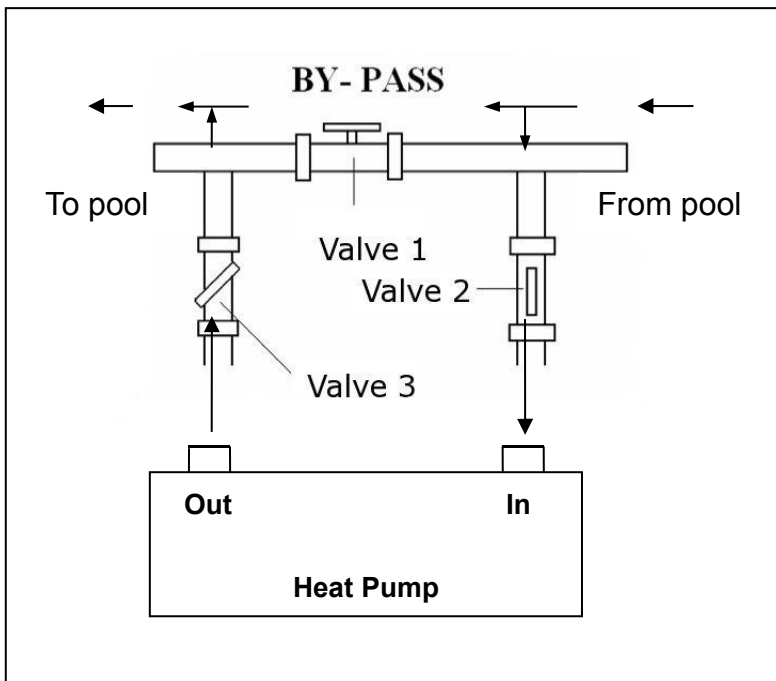 BY- PASS
To pool
From pool
Valve 1
Valve 2
Valve 3
Out
In
Heat Pump